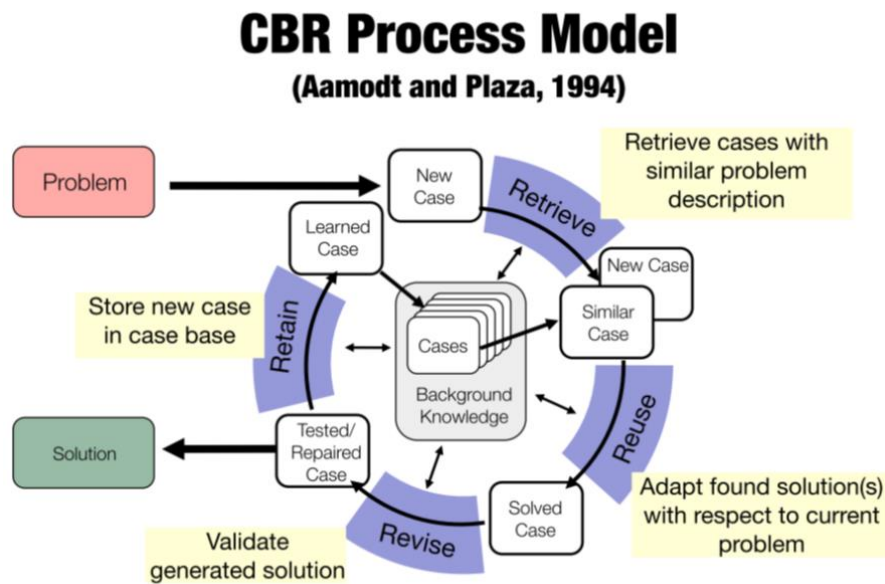 CBR Process Model
(Aamodt and Plaza, 1994)
Problem
New
Case
Retrieve
Retrieve cases with
similar problem
description
Learned
Case
New Case
Similar
Case
Store new case
in case base
Retain
Cases
Background
Knowledge
Reuse
Solution
Tested/
Repaired
Case
Adapt found solution(s)
with respect to current
problem
Solved
Case
Revise
Validate
generated solution